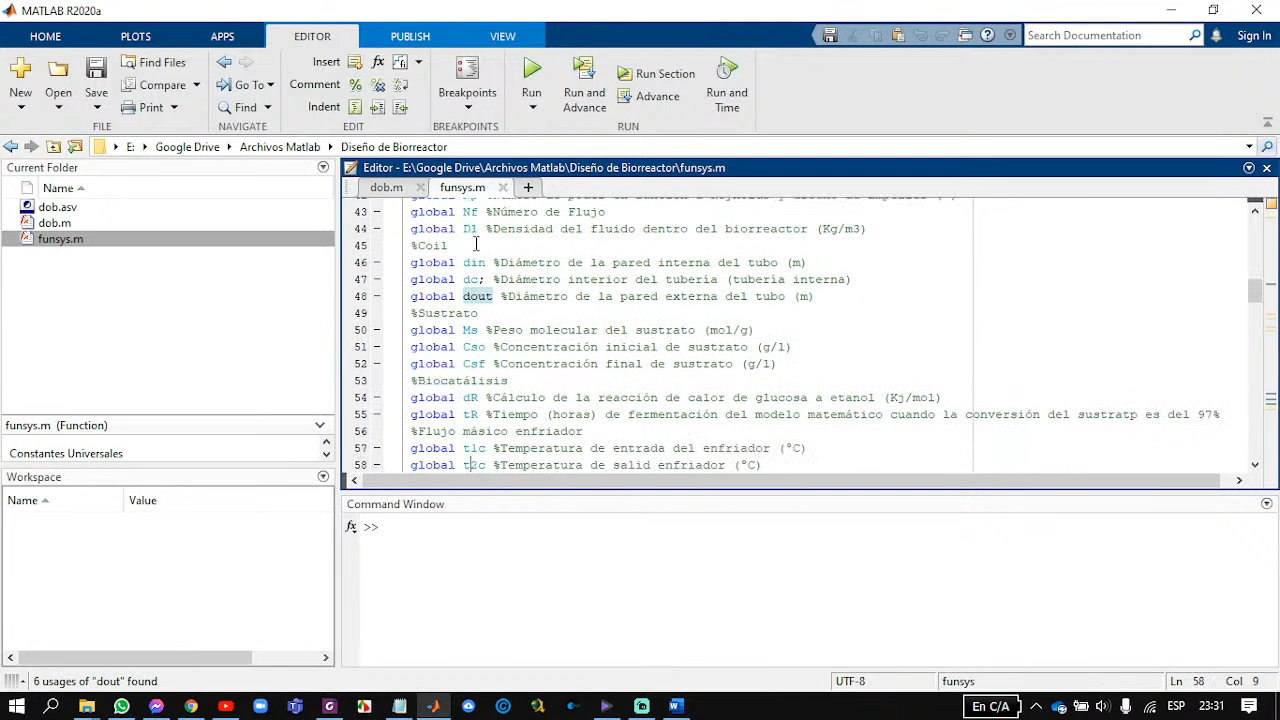 MATLAB R2020a
HOME PLOTS APPS EDITOR PUBLISH VIEW Search Documentation Sign In
New Open Save Find Files Compare Print Go To Find Insert Comment Indent fx Breakpoints Run Run and Advance Run Section Advance Run and Time
FILE NAVIGATE EDIT BREAKPOINTS RUN
E: Google Drive Archivos Matlab Diseño de Biorreactor
Current Folder
Name
dob.asv
dob.m
funsys.m
funsys.m (Function)
Constantes Universales
Workspace
Name Value
Editor - E:\Google Drive\Archivos Matlab\Diseño de Biorreactor\funsys.m
dob.m funsys.m
43 global Nf %Número de Flujo
44 global Dl %Densidad del fluido dentro del biorreactor (Kg/m3)
45 %Coil
46 global din %Diámetro de la pared interna del tubo (m)
47 global dc; %Diámetro interior del tubería (tubería interna)
48 global dout %Diámetro de la pared externa del tubo (m)
49 %Sustrato
50 global Ms %Peso molecular del sustrato (mol/g)
51 global Cso %Concentración inicial de sustrato (g/l)
52 global Csf %Concentración final de sustrato (g/l)
53 %Biocatálisis
54 global dR %Cálculo de la reacción de calor de glucosa a etanol (Kj/mol)
55 global tR %Tiempo (horas) de fermentación del modelo matemático cuando la conversión del sustratp es del 97%
56 %Flujo másico enfriador
57 global t1c %Temperatura de entrada del enfriador (°C)
58 global t2c %Temperatura de salid enfriador (°C)
Command Window
fx >>
6 usages of "dout" found UTF-8 funsys Ln 58 Col 9
En C/A ESP 23:31